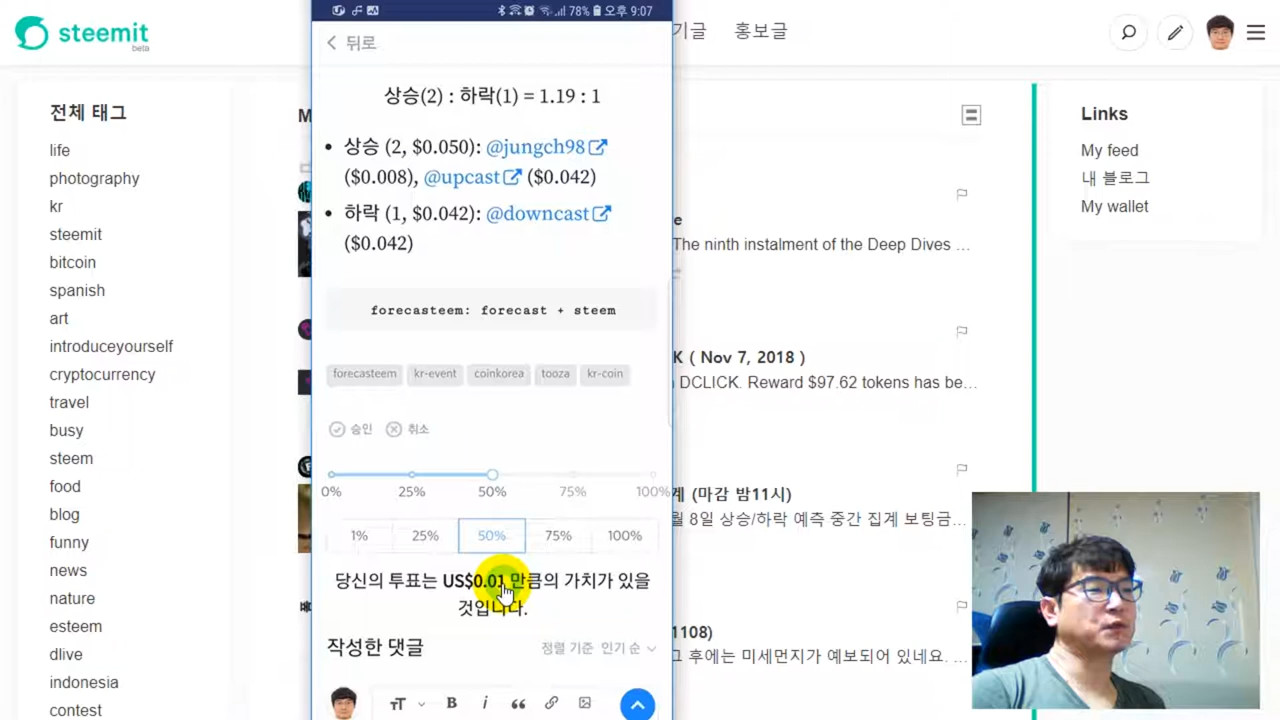 steemit
beta
전체 태그
life
photography
kr
steemit
bitcoin
spanish
art
introduceyourself
cryptocurrency
travel
busy
steem
food
blog
funny
news
nature
esteem
dlive
indonesia
contest
78% 오후 9:07
뒤로
상승(2) : 하락(1) = 1.19 : 1
상승 (2, $0.050): @jungch98
($0.008), @upcast ($0.042)
하락 (1, $0.042): @downcast
($0.042)
forecasteem: forecast + steem
forecasteem kr-event coinkorea tooza kr-coin
승인 취소
0% 25% 50% 75% 100%
1% 25% 50% 75% 100%
당신의 투표는 US$0.01 만큼의 가치가 있을
것입니다.
작성한 댓글
정렬 기준 인기 순
기글 홍보글
The ninth instalment of the Deep Dives …
K ( Nov 7, 2018 )
DCLICK. Reward $97.62 tokens has be…
계 (마감 밤11시)
월 8일 상승/하락 예측 중간 집계 보팅금…
1108)
그 후에는 미세먼지가 예보되어 있네요. …
Links
My feed
내 블로그
My wallet